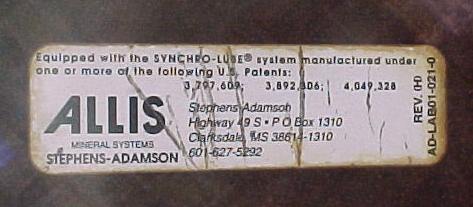 Equipped with the SYNCHRO-LUBE® system manufactured under
one or more of the following U.S. Patents:
3,797,609; 3,892,306; 4,049,328
ALLIS
MINERAL SYSTEMS
STEPHENS-ADAMSON
Stephens Adamson
Highway 49 S • P O Box 1310
Clarksdale, MS 38614-1310
601-627-5292
REV. 0-0
AD-LAB01-021-0